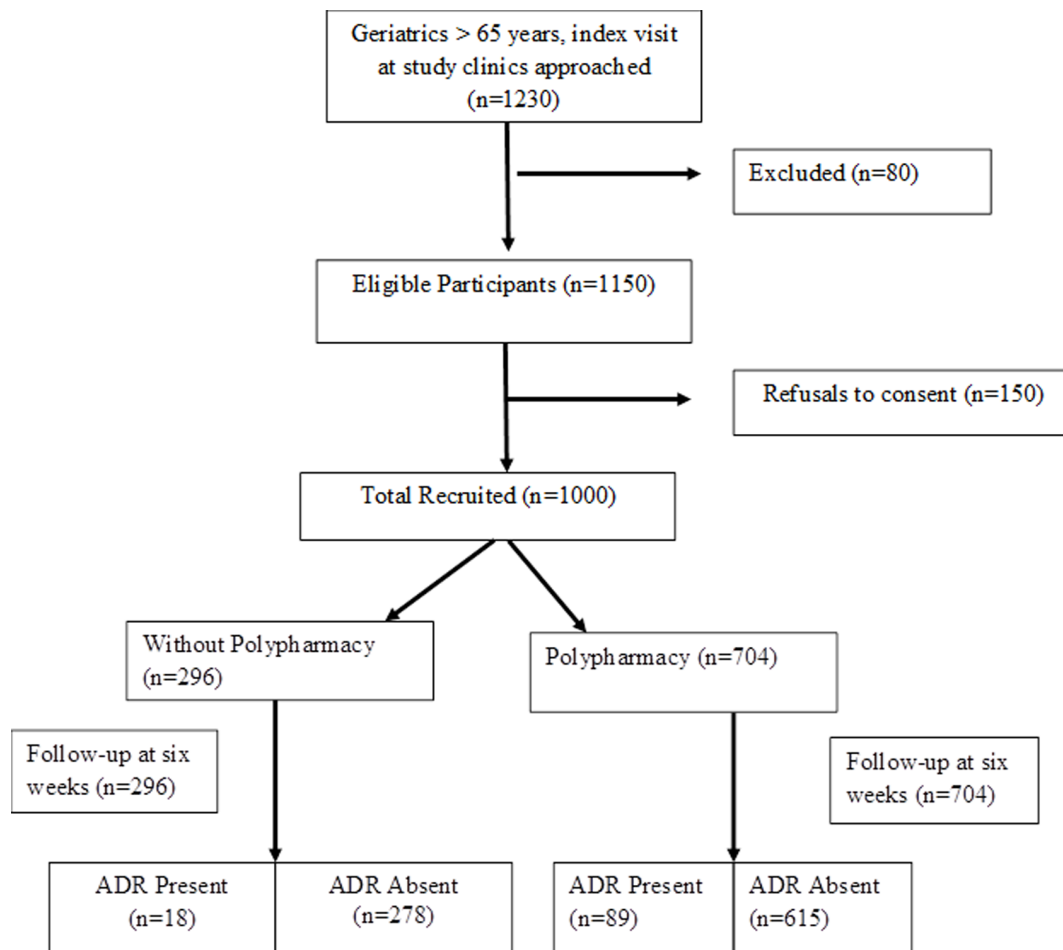 Geriatrics > 65 years, index visit
at study clinics approached
(n=1230)
Excluded (n=80)
Eligible Participants (n=1150)
Refusals to consent (n=150)
Total Recruited (n=1000)
Without Polypharmacy
(n=296)
Polypharmacy (n=704)
Follow-up at six
weeks (n=296)
Follow-up at six
weeks (n=704)
ADR Present
(n=18)
ADR Absent
(n=278)
ADR Present
(n=89)
ADR Absent
n=615)